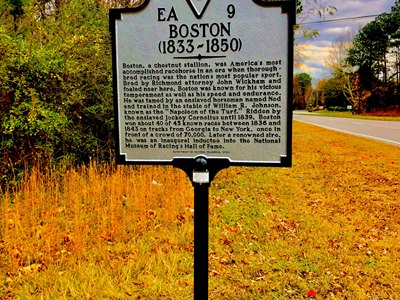 EA 9
BOSTON
(1833-1850)
Boston, a chestnut stallion, was America's most
accomplished racehorse in an era when thorough-
bred racing was the nation's most popular sport.
Bred by Richmond attorney John Wickham and
foaled near here, Boston was known for his vicious
temperament as well as his speed and endurance.
He was tamed by an enslaved horseman named Ned
and trained in the stable of William R. Johnson,
known as the "Napoleon of the Turf." Ridden by
the enslaved jockey Cornelius until 1839, Boston
won about 40 of 43 known races between 1836 and
1843 on tracks from Georgia to New York, once in
front of a crowd of 70,000. Later a renowned sire,
he was an inaugural inductee into the National
Museum of Racing's Hall of Fame.
DEPARTMENT OF HISTORIC RESOURCES,